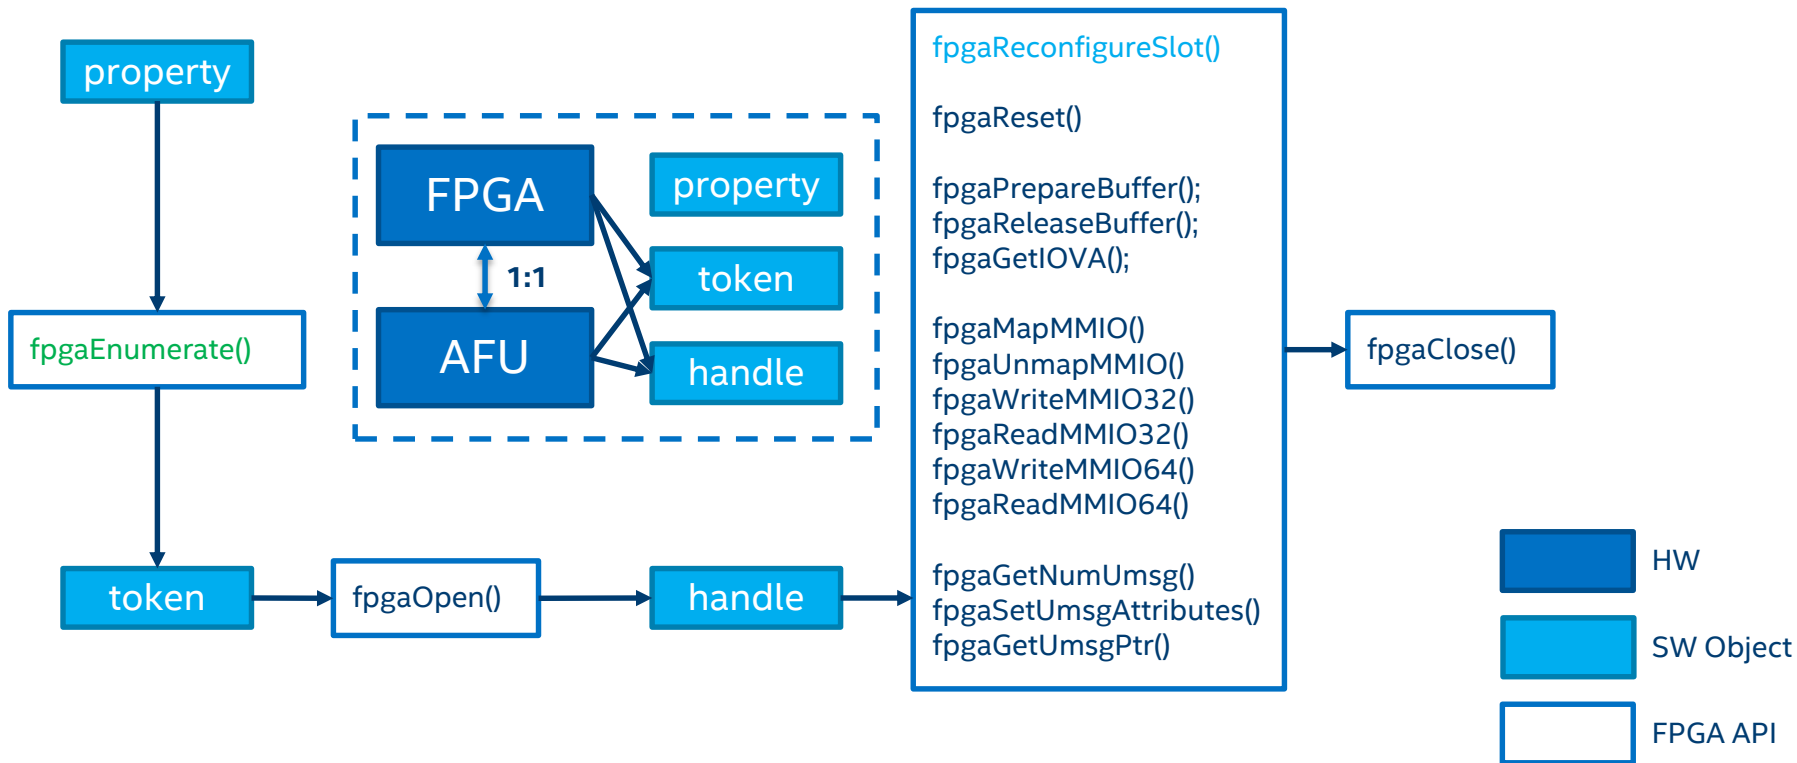 property
fpgaEnumerate()
token
fpgaOpen()
handle
FPGA
1:1
AFU
property
token
handle
fpgaReconfigureSlot()
fpgaReset()
fpgaPrepareBuffer();
fpgaReleaseBuffer();
fpgaGetIOVA();
fpgaMapMMIO()
fpgaUnmapMMIO()
fpgaWriteMMIO32()
fpgaReadMMIO32()
fpgaWriteMMIO64()
fpgaReadMMIO64()
fpgaGetNumUmsg()
fpgaSetUmsgAttributes()
fpgaGetUmsgPtr()
fpgaClose()
HW
SW Object
FPGA API